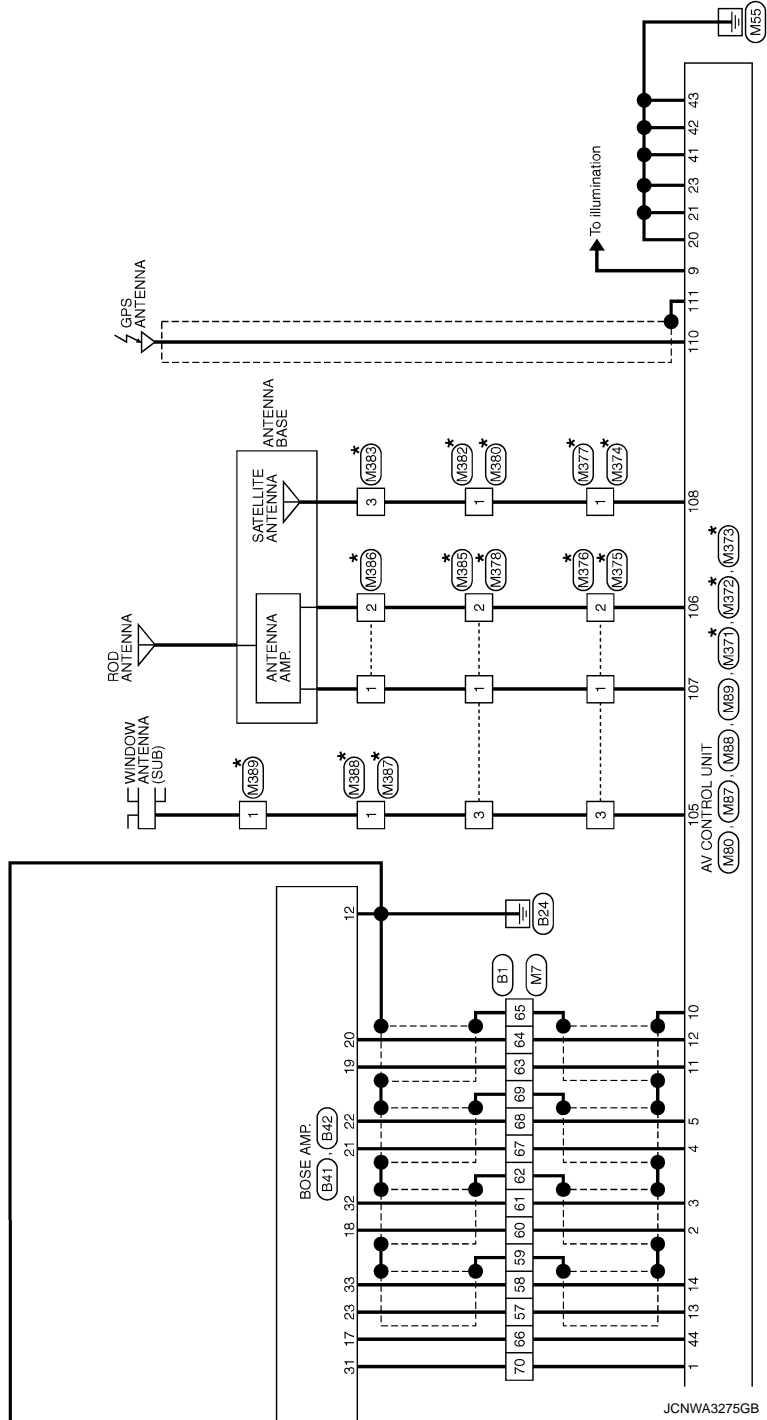 M55
43
42
41
23
21
20
To illumination
9
111
110
GPS
ANTENNA
ANTENNA
BASE
SATELLITE
ANTENNA
3
* M383
1
* M382
* M380
1
* M377
* M374
108
ROD
ANTENNA
ANTENNA
AMP.
2
* M386
2
* M385
* M378
2
* M376
* M375
106
1
1
1
107
WINDOW
ANTENNA
(SUB)
1
* M389
1
* M388
* M387
3
3
105
AV CONTROL UNIT
M80 , M87 , M88 , M89 , * M371 , * M372 , * M373
12
B24
B1
M7
BOSE AMP.
B41 , B42
20
19
22
21
32
18
33
23
17
31
65
64
63
69
68
67
62
61
60
59
58
57
66
70
10
12
11
5
4
3
2
14
13
44
1
JCNWA3275GB